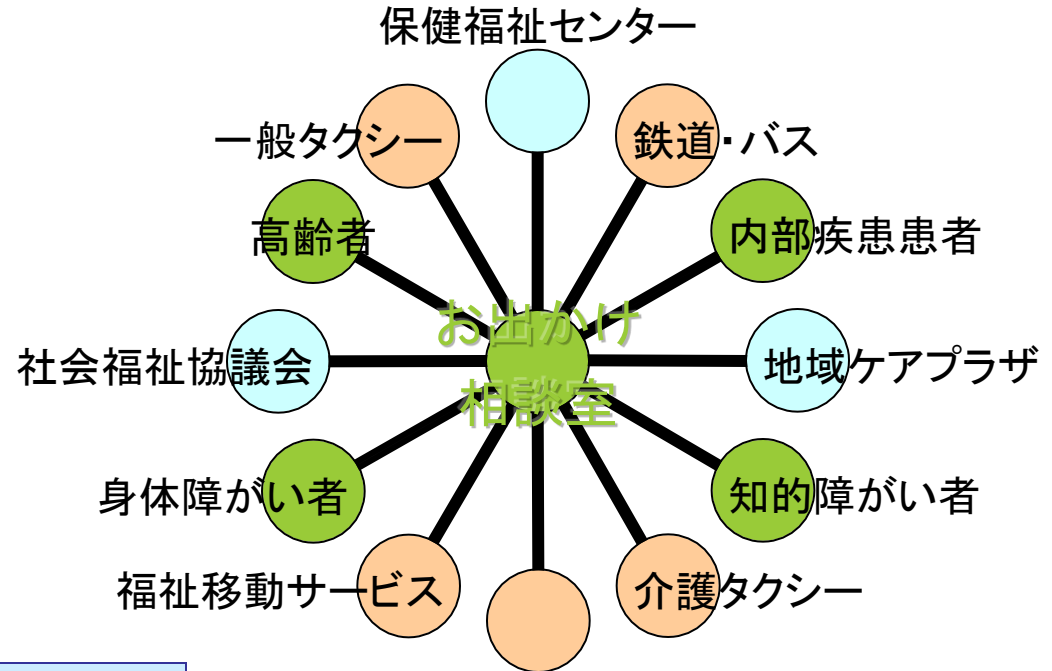 保健福祉センター
一般タクシー
鉄道・バス
高齢者
内部疾患患者
お出かけ
相談室
社会福祉協議会
地域ケアプラザ
身体障がい者
知的障がい者
福祉移動サービス
介護タクシー